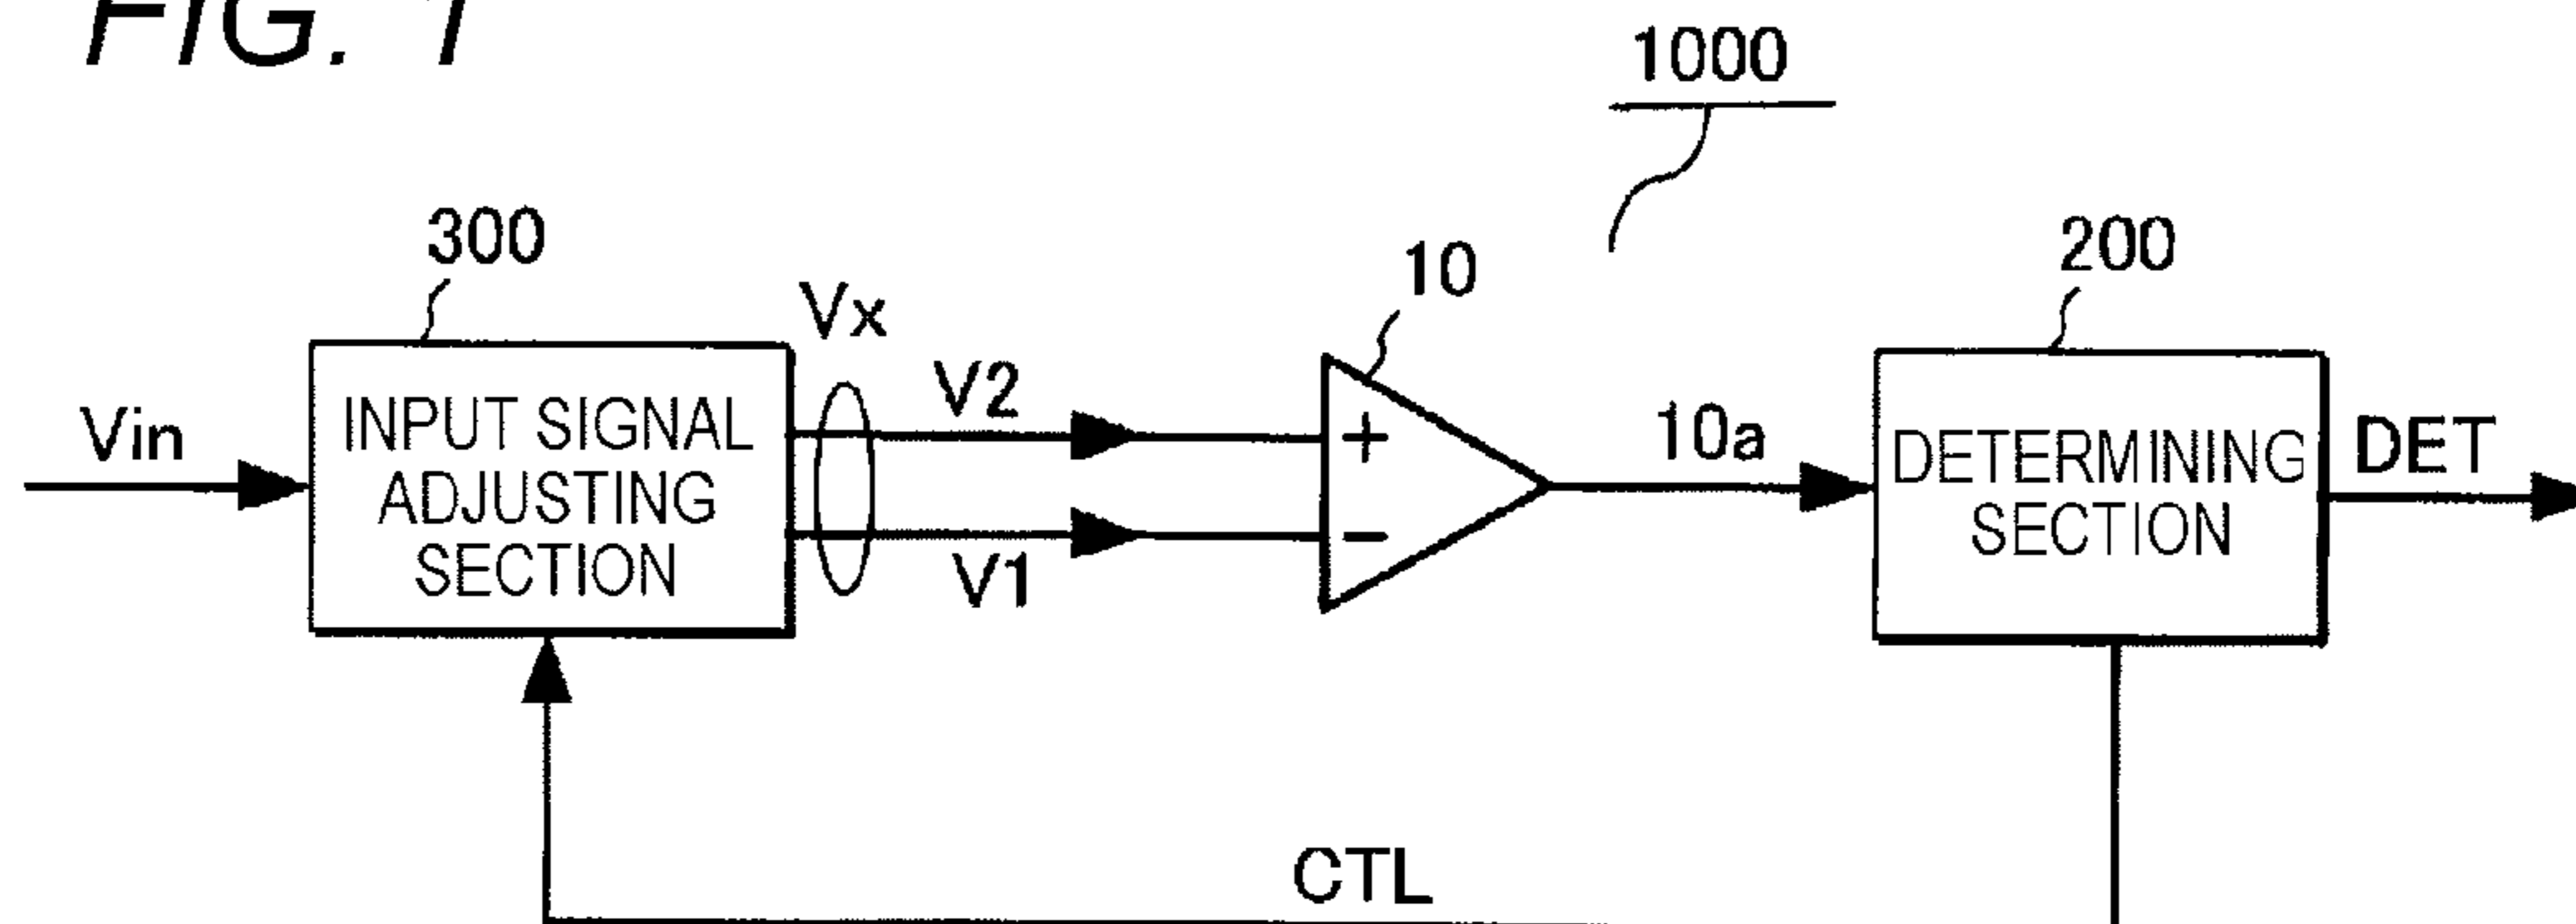 FIG. 1
1000
300
Vx
10
200
V2
Vin
INPUT SIGNAL
ADJUSTING
SECTION
+
−
10a
DETERMINING
SECTION
DET
V1
CTL